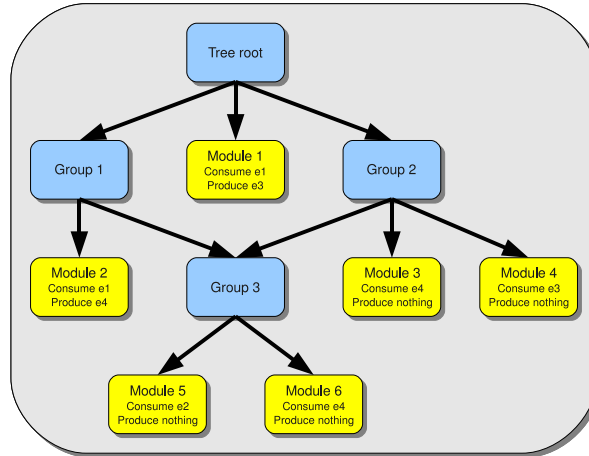 Tree root
Group 1
Module 1
Consume e1
Produce e3
Group 2
Module 2
Consume e1
Produce e4
Group 3
Module 3
Consume e4
Produce nothing
Module 4
Consume e3
Produce nothing
Module 5
Consume e2
Produce nothing
Module 6
Consume e4
Produce nothing